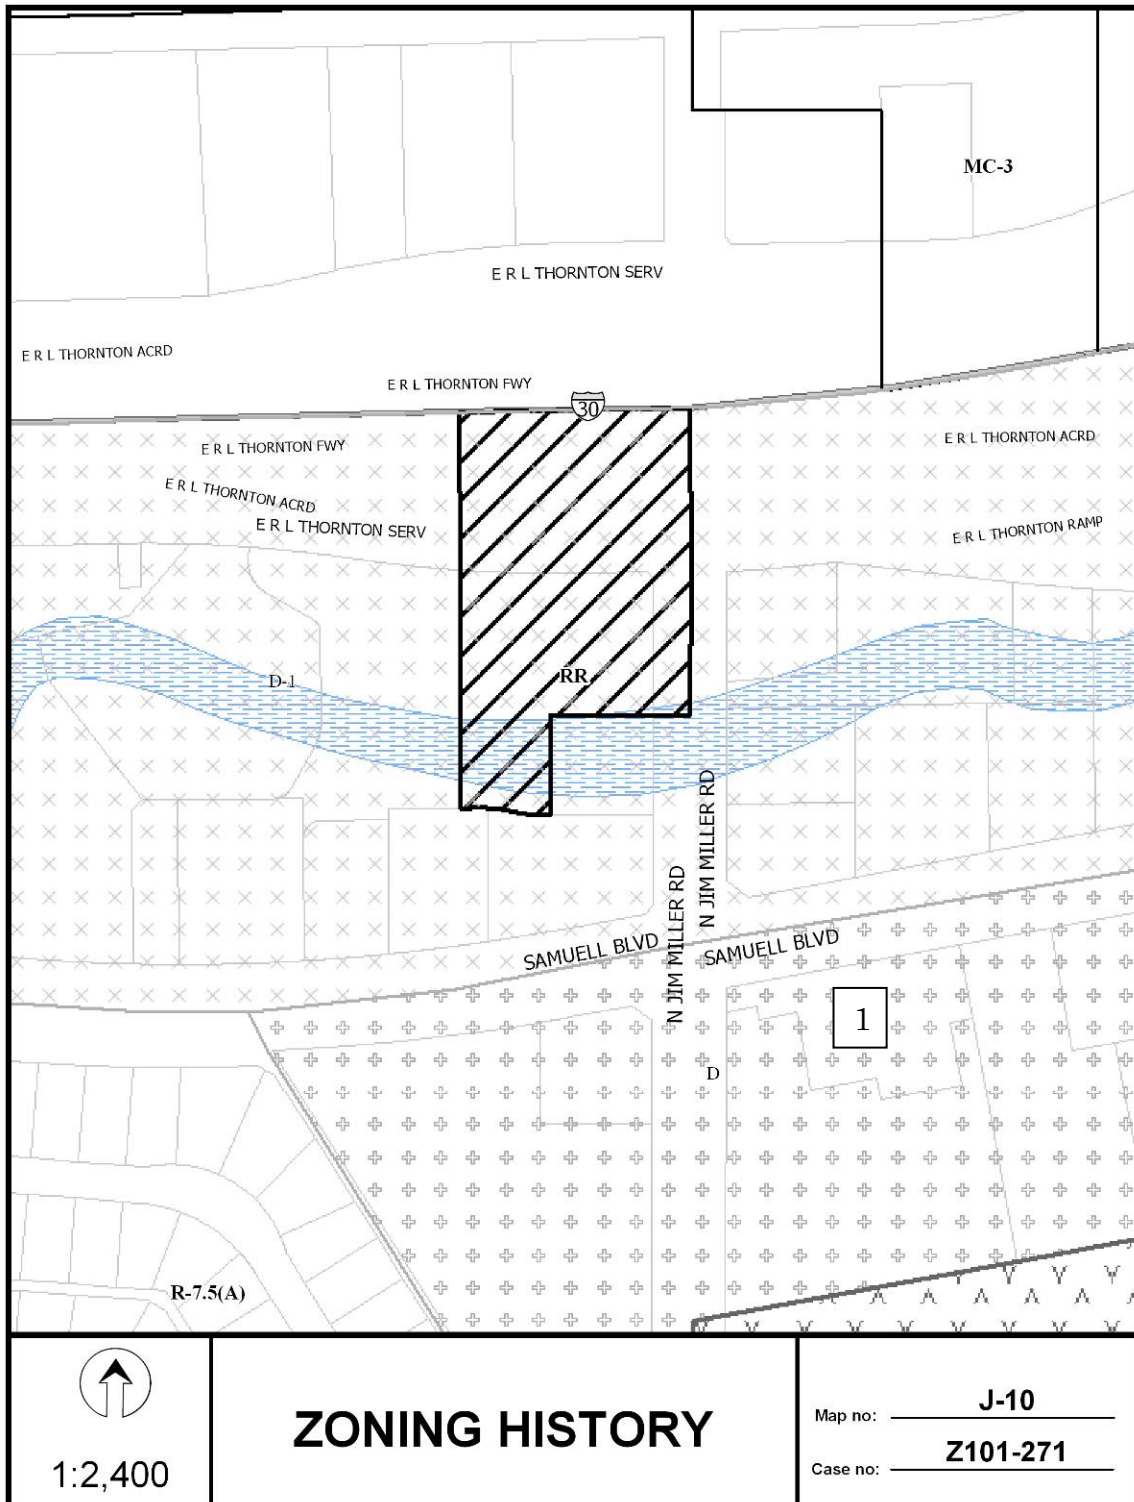 MC-3
E R L THORNTON SERV
E R L THORNTON ACRD
E R L THORNTON FWY
30
E R L THORNTON FWY
E R L THORNTON ACRD
E R L THORNTON ACRD
E R L THORNTON SERV
E R L THORNTON RAMP
RR
D-1
N JIM MILLER RD
N JIM MILLER RD
SAMUELL BLVD
SAMUELL BLVD
1
D
R-7.5(A)
1:2,400
ZONING HISTORY
Map no: J-10
Case no: Z101-271